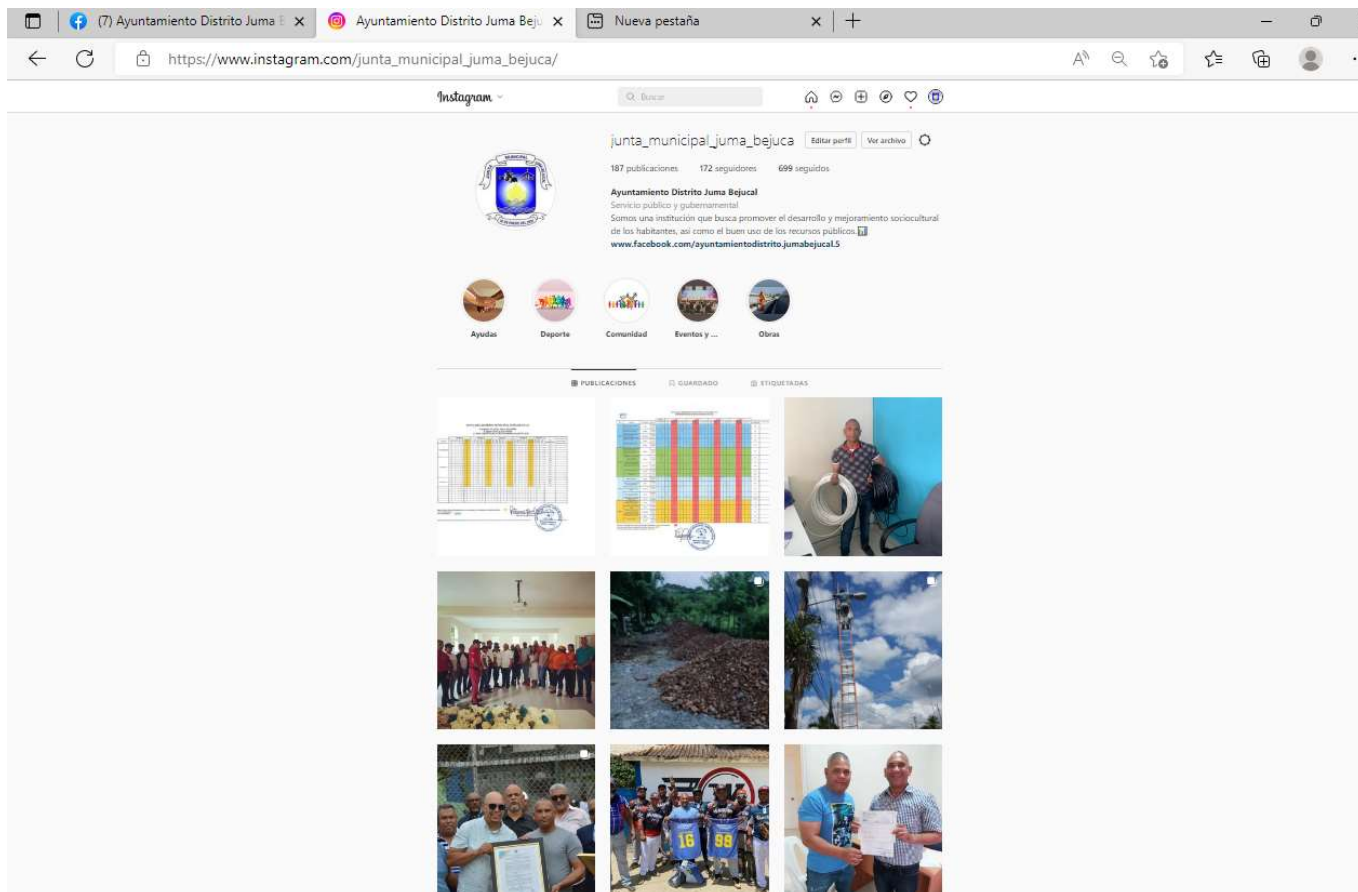 (7) Ayuntamiento Distrito Juma B
Ayuntamiento Distrito Juma Beju
Nueva pestaña
https://www.instagram.com/junta_municipal_juma_bejuca/
Instagram
Buscar
junta_municipal_juma_bejuca
Editar perfil
Ver archivo
187 publicaciones 172 seguidores 699 seguidos
Ayuntamiento Distrito Juma Bejucal
Servicio público y gubernamental
Somos una institución que busca promover el desarrollo y mejoramiento sociocultural
de los habitantes, asi como el buen uso de los recursos públicos.
www.facebook.com/ayuntamientodistrito.jumabejucal.5
Ayudas
Deporte
Comunidad
Eventos y ...
Obras
PUBLICACIONES
GUARDADO
ETIQUETADAS
16
99